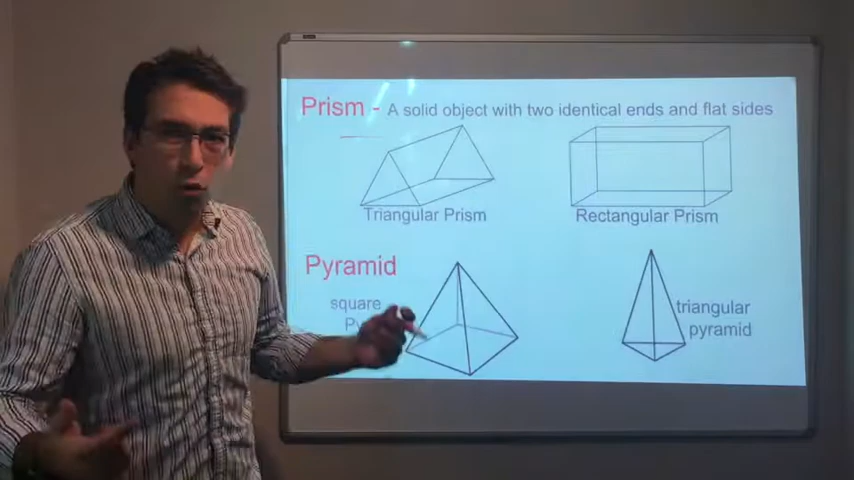 Prism - A solid object with two identical ends and flat sides
Triangular Prism
Rectangular Prism
Pyramid
square
triangular
pyramid